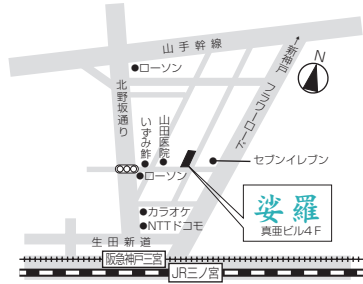 山手幹線
新神戸
N
ローソン
北野坂通り
フラワーロード
いずみ酢
山田医院
セブンイレブン
ローソン
娑羅
真亜ビル4F
カラオケ
NTTドコモ
生田新道
阪急神戸三宮
JR三ノ宮